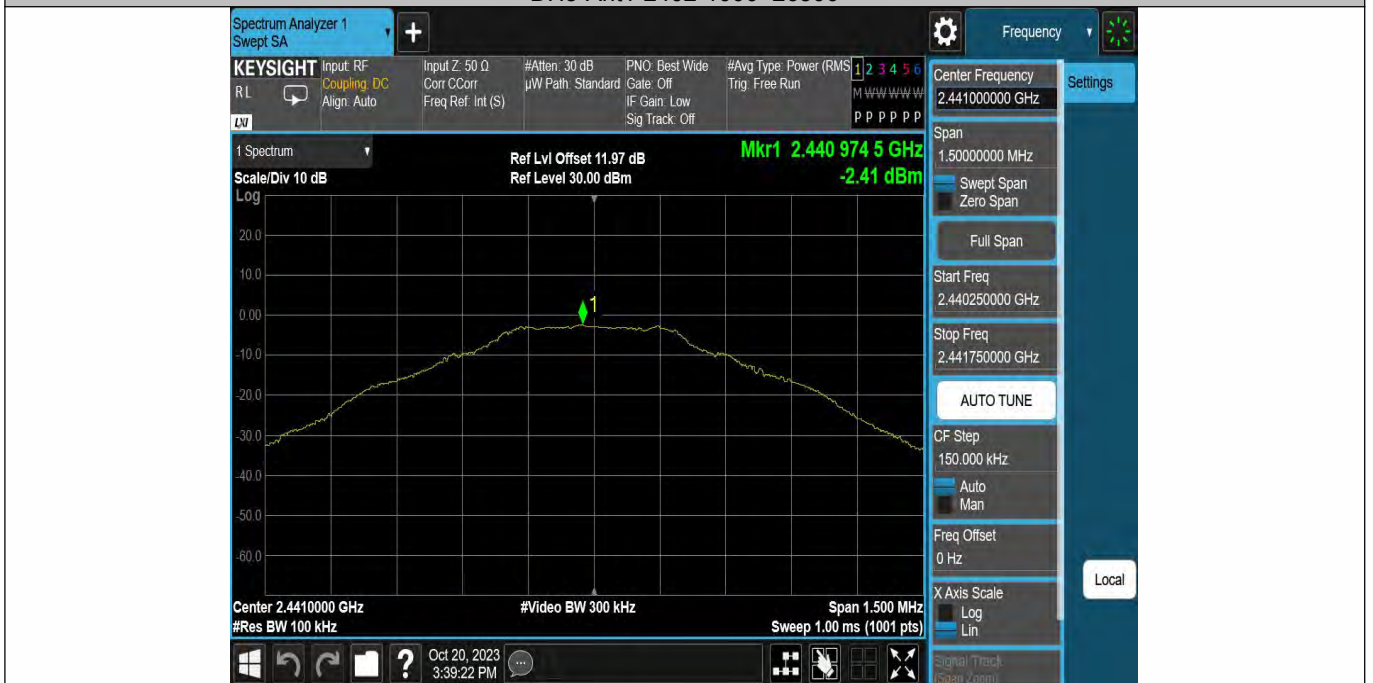 Spectrum Analyzer 1
Swept SA
+
Frequency
KEYSIGHT
RL
LXI
Input: RF
Coupling: DC
Align: Auto
Input Z: 50 Ω
Corr CCorr
Freq Ref: Int (S)
#Atten: 30 dB
µW Path: Standard
PNO: Best Wide
Gate: Off
IF Gain: Low
Sig Track: Off
#Avg Type: Power (RMS
Trig: Free Run
1 2 3 4 5 6
M W W W W W
P P P P P P
1 Spectrum
Scale/Div 10 dB
Log
Ref Lvl Offset 11.97 dB
Ref Level 30.00 dBm
Mkr1 2.440 974 5 GHz
-2.41 dBm
20.0
10.0
0.00
-10.0
-20.0
-30.0
-40.0
-50.0
-60.0
1
Center 2.4410000 GHz
#Res BW 100 kHz
#Video BW 300 kHz
Span 1.500 MHz
Sweep 1.00 ms (1001 pts)
Center Frequency
2.441000000 GHz
Settings
Span
1.50000000 MHz
Swept Span
Zero Span
Full Span
Start Freq
2.440250000 GHz
Stop Freq
2.441750000 GHz
AUTO TUNE
CF Step
150.000 kHz
Auto
Man
Freq Offset
0 Hz
X Axis Scale
Log
Lin
Signal Track
(Span Zoom)
Local
?
Oct 20, 2023
3:39:22 PM